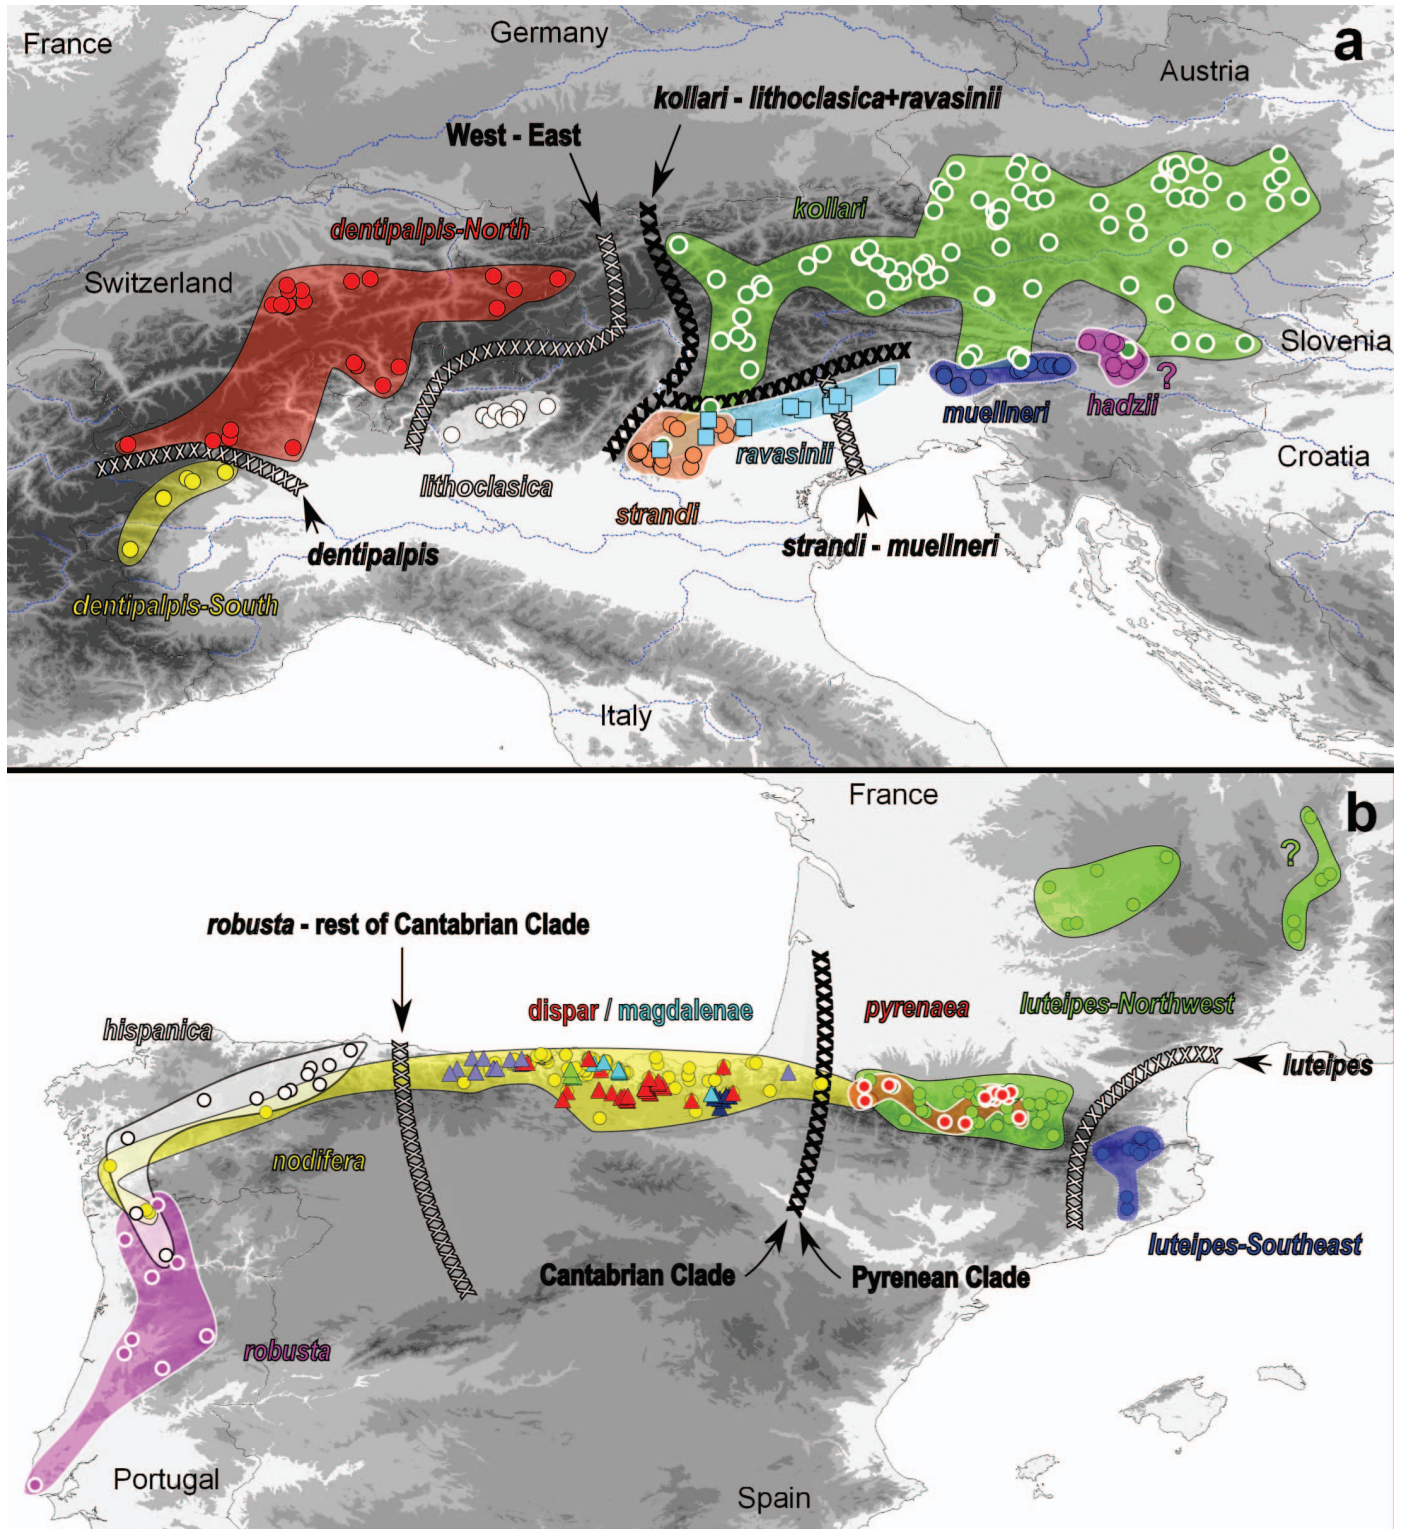 France
Germany
a
Austria
kollari - lithoclasica+ravasinii
West - East
kollari
dentipalpis-North
Switzerland
Slovenia
?
hadzii
muellneri
ravasinii
Croatia
lithoclasica
strandi
strandi - muellneri
dentipalpis
dentipalpis-South
Italy
France
b
?
robusta - rest of Cantabrian Clade
hispanica
dispar / magdalenae
pyrenaea
luteipes-Northwest
luteipes
nodifera
luteipes-Southeast
Cantabrian Clade
Pyrenean Clade
robusta
Portugal
Spain